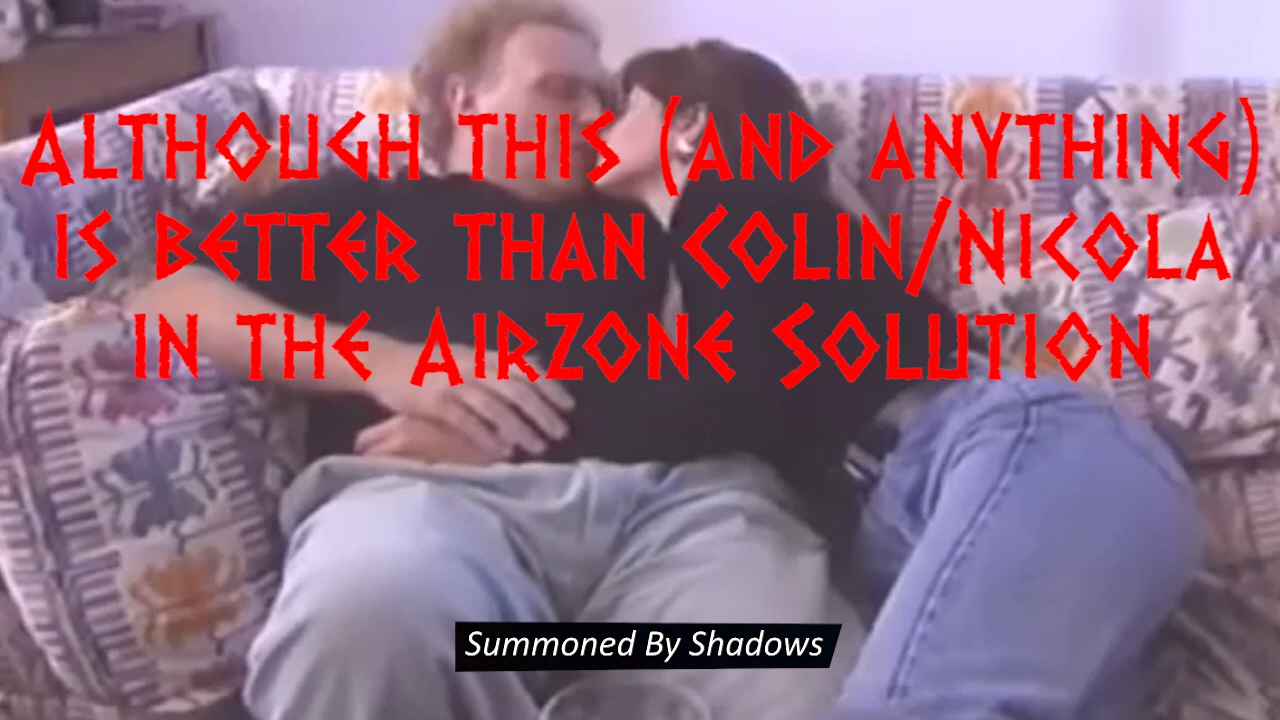 Although this (and anything)
is better than Colin/Nicola
in the Airzone Solution
Summoned By Shadows